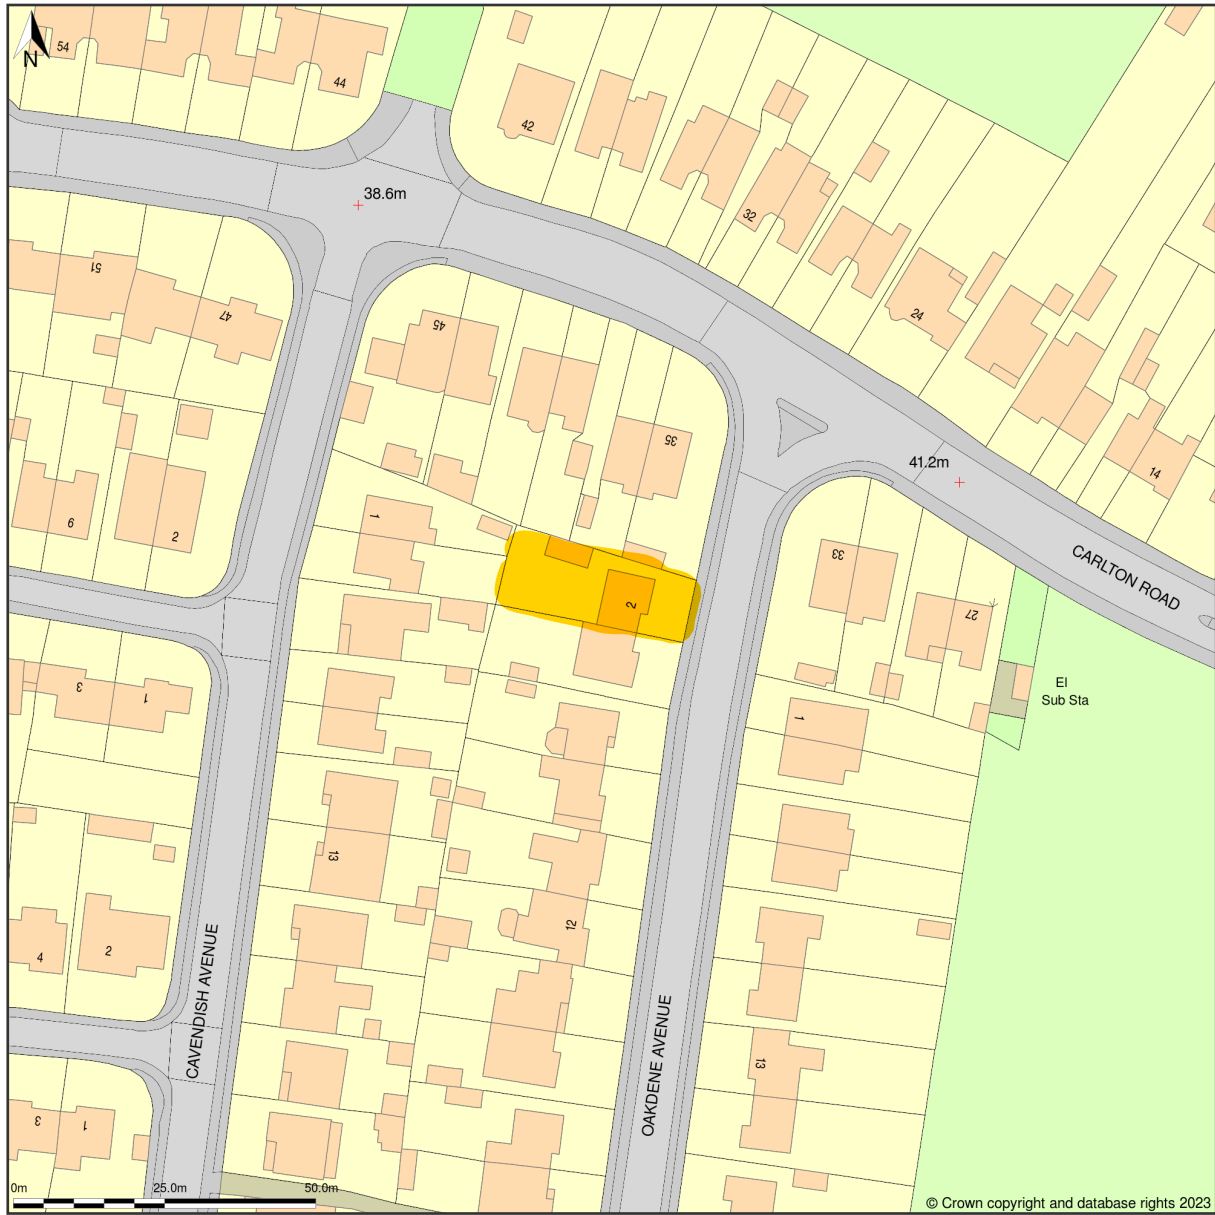 N
54
44
42
38.6m
32
51
47
24
45
35
41.2m
14
CARLTON ROAD
6
2
1
33
27
2
El
Sub Sta
3
1
1
13
12
4
2
CAVENDISH AVENUE
OAKDENE AVENUE
13
3
1
0m
25.0m
50.0m
© Crown copyright and database rights 2023